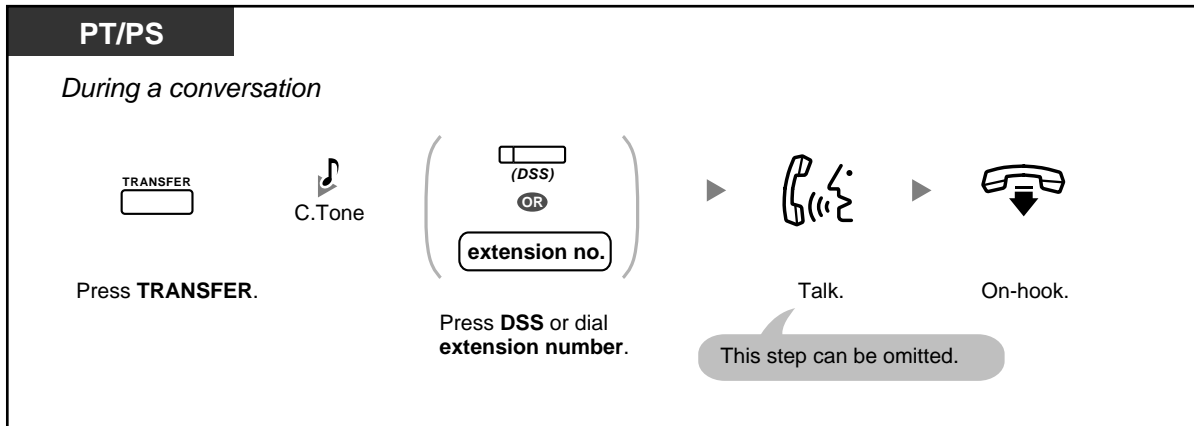 PT/PS
During a conversation
TRANSFER
C.Tone
(DSS)
OR
extension no.
Press TRANSFER.
Press DSS or dial
extension number.
Talk.
On-hook.
This step can be omitted.